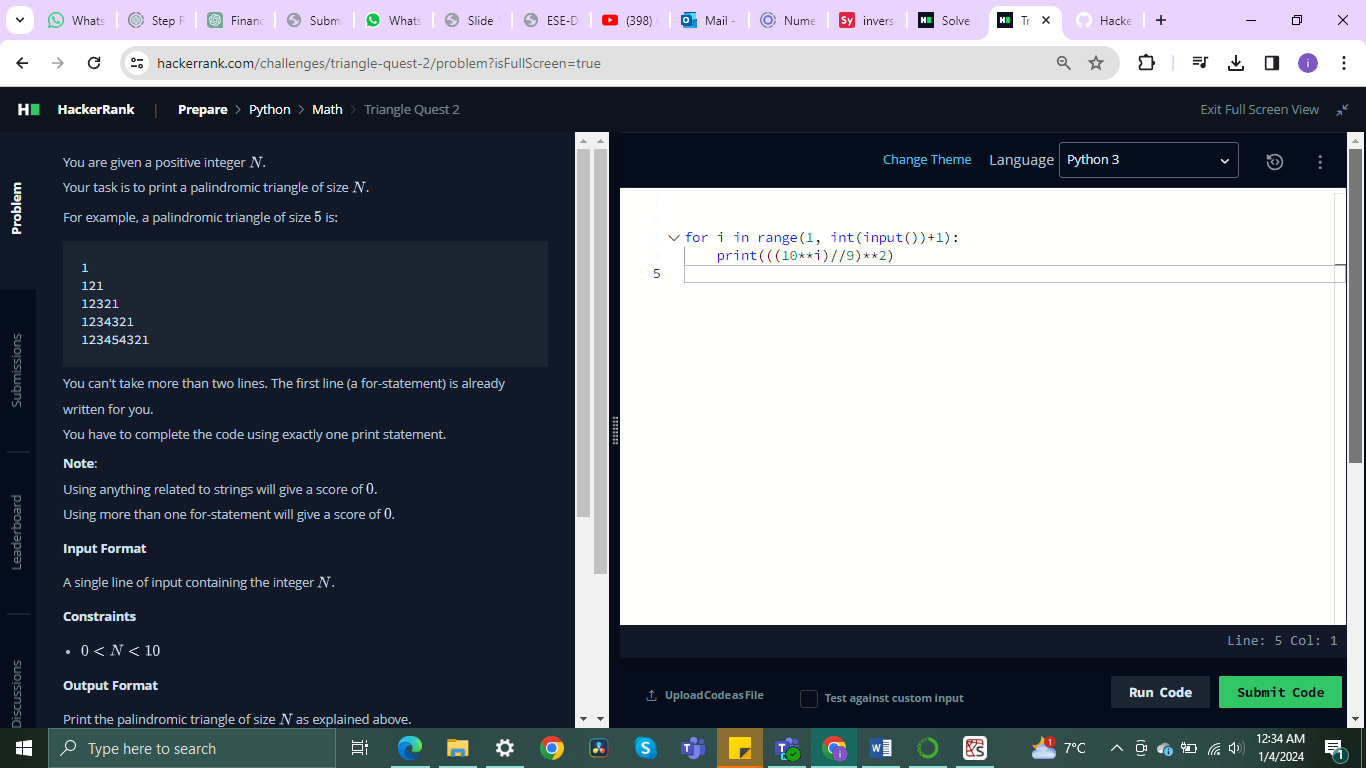 Whats
Step F
Financ
Subm
Whats
Slide
ESE-D
(398)
Mail -
Nume
Sy
invers
Solve
Tr
Hacke
hackerrank.com/challenges/triangle-quest-2/problem?isFullScreen=true
i
H
HackerRank | Prepare > Python > Math > Triangle Quest 2
Exit Full Screen View
Problem
Submissions
Leaderboard
Discussions
You are given a positive integer N.
Your task is to print a palindromic triangle of size N.
For example, a palindromic triangle of size 5 is:
1
121
12321
1234321
123454321
You can't take more than two lines. The first line (a for-statement) is already
written for you.
You have to complete the code using exactly one print statement.
Note:
Using anything related to strings will give a score of 0.
Using more than one for-statement will give a score of 0.
Input Format
A single line of input containing the integer N.
Constraints
• 0 < N < 10
Output Format
Print the palindromic triangle of size N as explained above.
Change Theme Language Python 3
for i in range(1, int(input())+1):
print(((10**i)//9)**2)
5
Line: 5 Col: 1
Upload Code as File
Test against custom input
Run Code
Submit Code
Type here to search
7°C
12:34 AM
1/4/2024